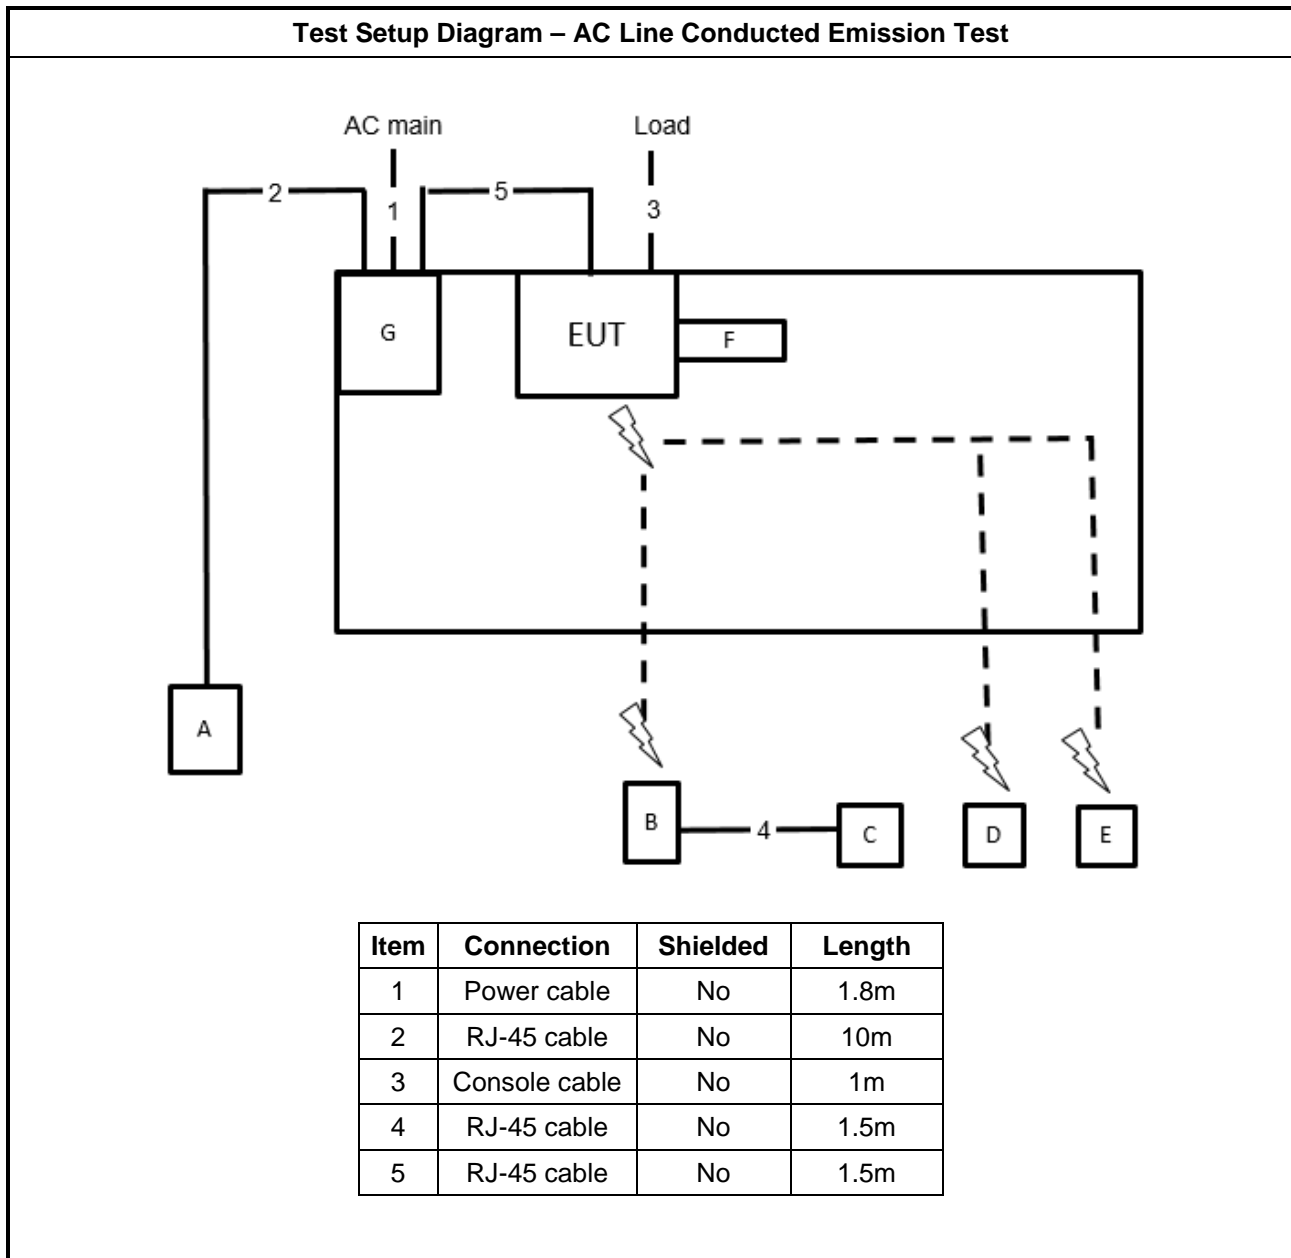 Test Setup Diagram – AC Line Conducted Emission Test
AC main
Load
2
1
5
3
G
EUT
F
A
B
4
C
D
E
Item Connection Shielded Length
1 Power cable No 1.8m
2 RJ-45 cable No 10m
3 Console cable No 1m
4 RJ-45 cable No 1.5m
5 RJ-45 cable No 1.5m